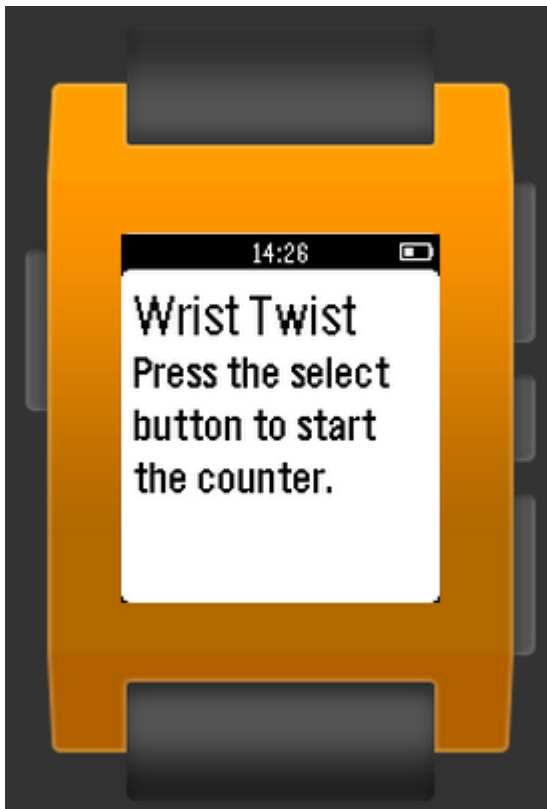 14:26
Wrist Twist
Press the select
button to start
the counter.